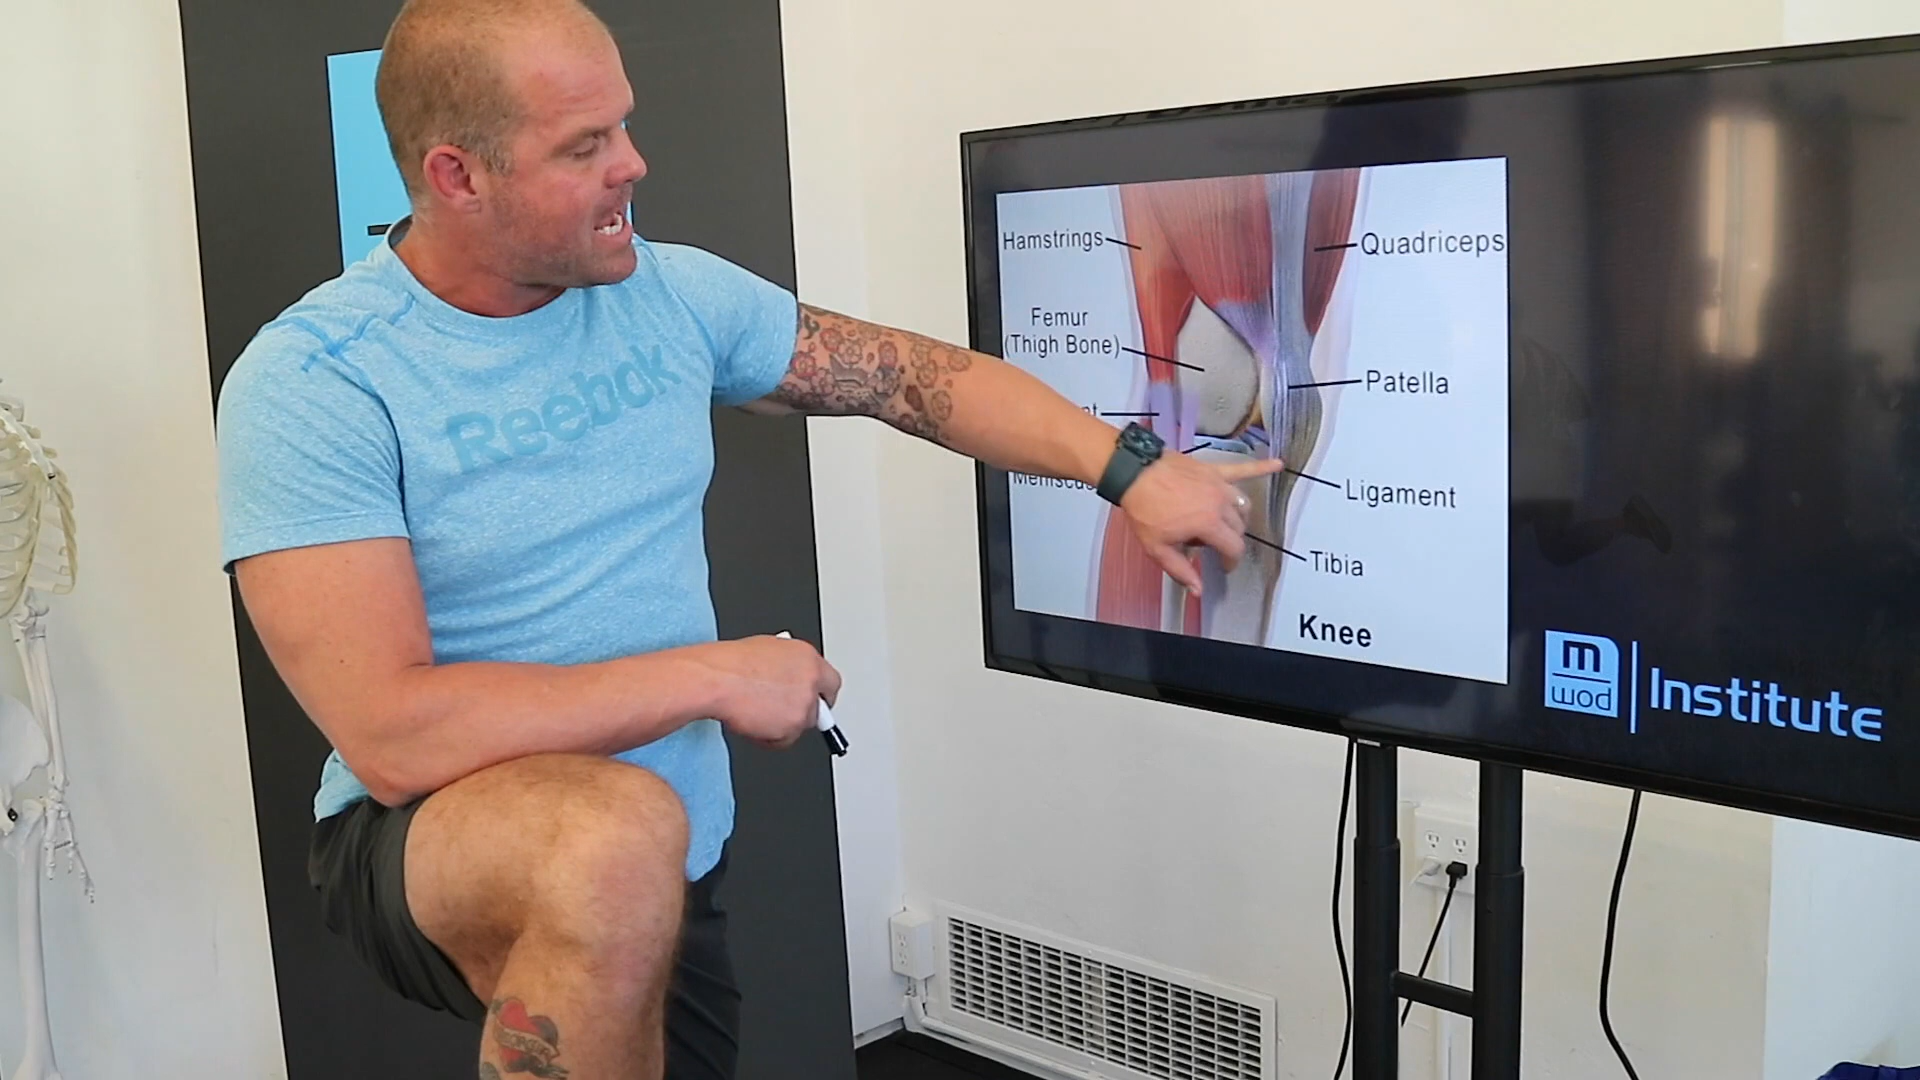 Reebok
Hamstrings
Quadriceps
Femur
(Thigh Bone)
Patella
Ligament
Tibia
Knee
m
wod
Institute